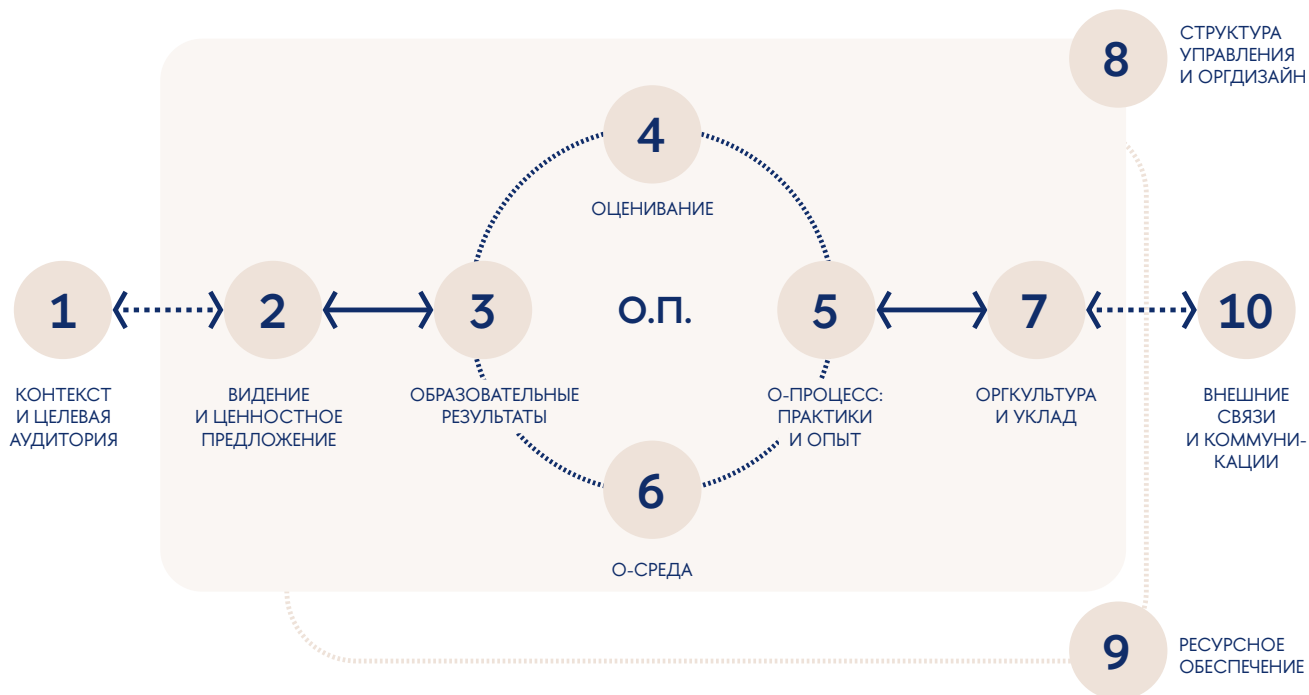 8
СТРУКТУРА
УПРАВЛЕНИЯ
И ОРГДИЗАЙН
4
ОЦЕНИВАНИЕ
1
2
3
О.П.
5
7
10
КОНТЕКСТ
И ЦЕЛЕВАЯ
АУДИТОРИЯ
ВИДЕНИЕ
И ЦЕННОСТНОЕ
ПРЕДЛОЖЕНИЕ
ОБРАЗОВАТЕЛЬНЫЕ
РЕЗУЛЬТАТЫ
О-ПРОЦЕСС:
ПРАКТИКИ
И ОПЫТ
ОРГКУЛЬТУРА
И УКЛАД
ВНЕШНИЕ
СВЯЗИ
И КОММУНИ-
КАЦИИ
6
О-СРЕДА
9
РЕСУРСНОЕ
ОБЕСПЕЧЕНИЕ